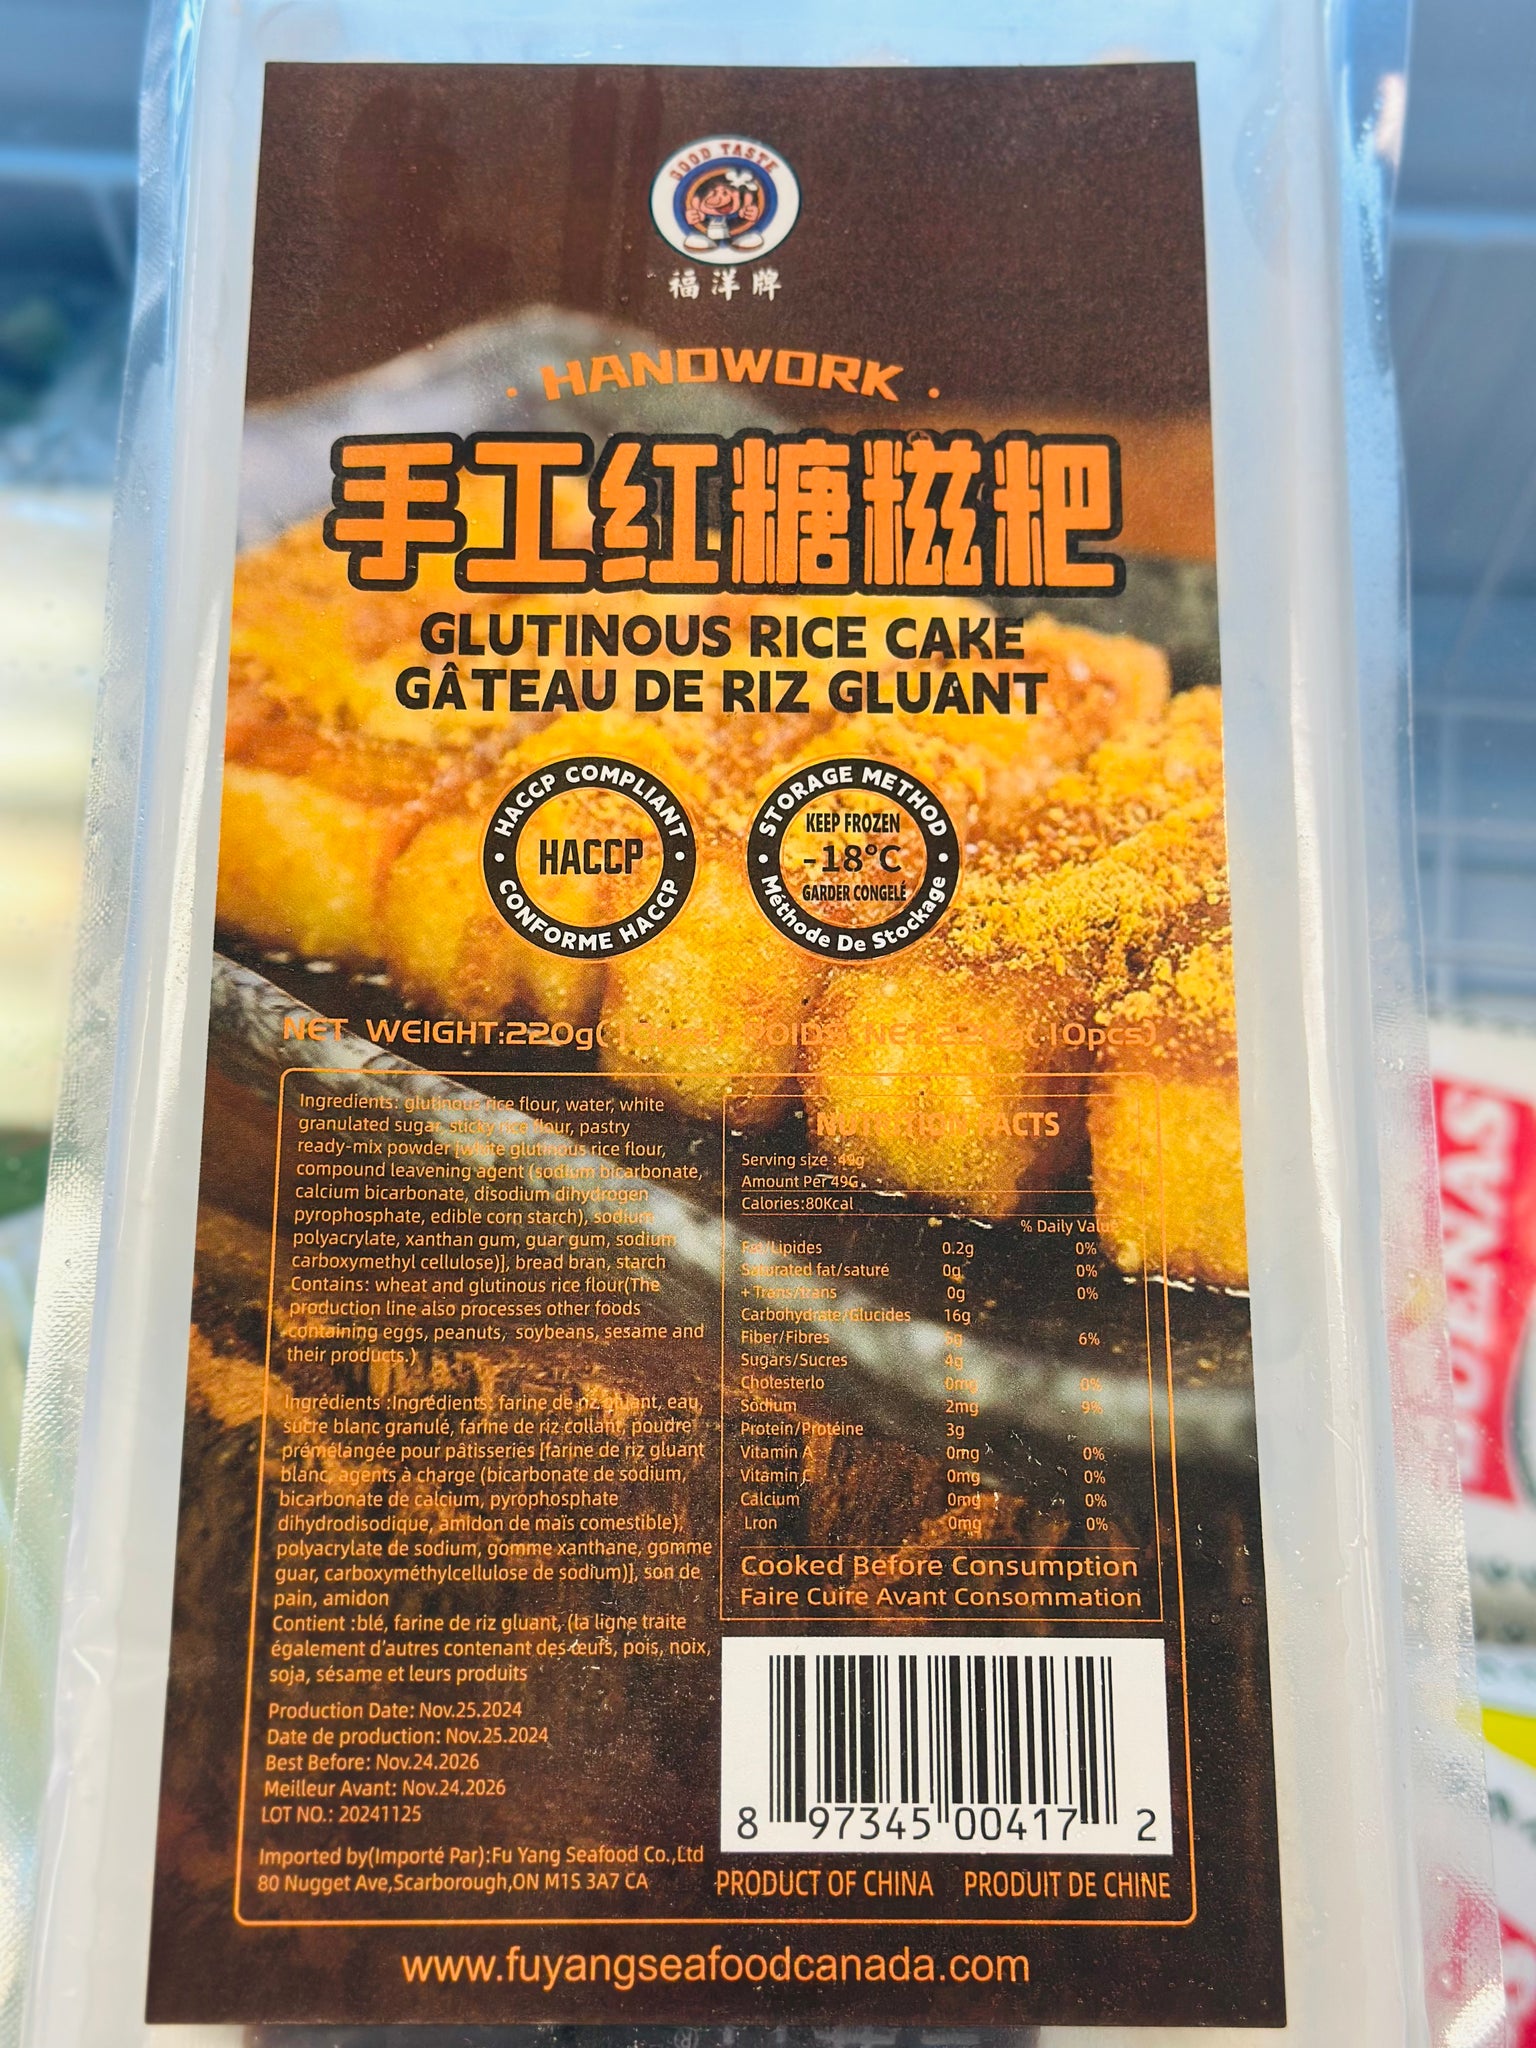 GOOD TASTE
福洋牌
· HANDWORK ·
手工红糖糍粑
GLUTINOUS RICE CAKE
GÂTEAU DE RIZ GLUANT
HACCP COMPLIANT
HACCP
CONFORME HACCP
STORAGE METHOD
KEEP FROZEN
-18°C
GARDER CONGELÉ
Méthode De Stockage
NET WEIGHT:220g( POIDS NET (10pcs)
Ingredients: glutinous rice flour, water, white
granulated sugar, sticky rice flour, pastry
ready-mix powder [white glutinous rice flour,
compound leavening agent (sodium bicarbonate,
calcium bicarbonate, disodium dihydrogen
pyrophosphate, edible corn starch), sodium
polyacrylate, xanthan gum, guar gum, sodium
carboxymethyl cellulose)], bread bran, starch
Contains: wheat and glutinous rice flour(The
production line also processes other foods
containing eggs, peanuts, soybeans, sesame and
their products.)
Ingrédients :Ingrédients: farine de riz gluant, eau,
sucre blanc granulé, farine de riz collant, poudre
prémélangée pour pâtisseries [farine de riz gluant
blanc, agents à charge (bicarbonate de sodium,
bicarbonate de calcium, pyrophosphate
dihydrodisodique, amidon de maïs comestible),
polyacrylate de sodium, gomme xanthane, gomme
guar, carboxyméthylcellulose de sodium)], son de
pain, amidon
Contient :blé, farine de riz gluant, (la ligne traite
également d'autres contenant des œufs, pois, noix,
soja, sésame et leurs produits
Production Date: Nov.25.2024
Date de production: Nov.25.2024
Best Before: Nov.24.2026
Meilleur Avant: Nov.24.2026
LOT NO.: 20241125
Imported by(Importé Par):Fu Yang Seafood Co.,Ltd
80 Nugget Ave,Scarborough,ON M1S 3A7 CA
NUTRITION FACTS
Serving size :49g
Amount Per 49G
Calories:80Kcal
% Daily Value
Fat/Lipides 0.2g 0%
Saturated fat/saturé 0g 0%
+ Trans/trans 0g 0%
Carbohydrate/Glucides 16g
Fiber/Fibres 6%
Sugars/Sucres 4g
Chotesterlo 0mg 0%
Sodium 2mg 9%
Protein/Protéine 3g
Vitamin A 0mg 0%
Vitamin C 0mg 0%
Calcium 0mg 0%
Lron 0mg 0%
Cooked Before Consumption
Faire Cuire Avant Consommation
8 97345 00417 2
PRODUCT OF CHINA PRODUIT DE CHINE
www.fuyangseafoodcanada.com